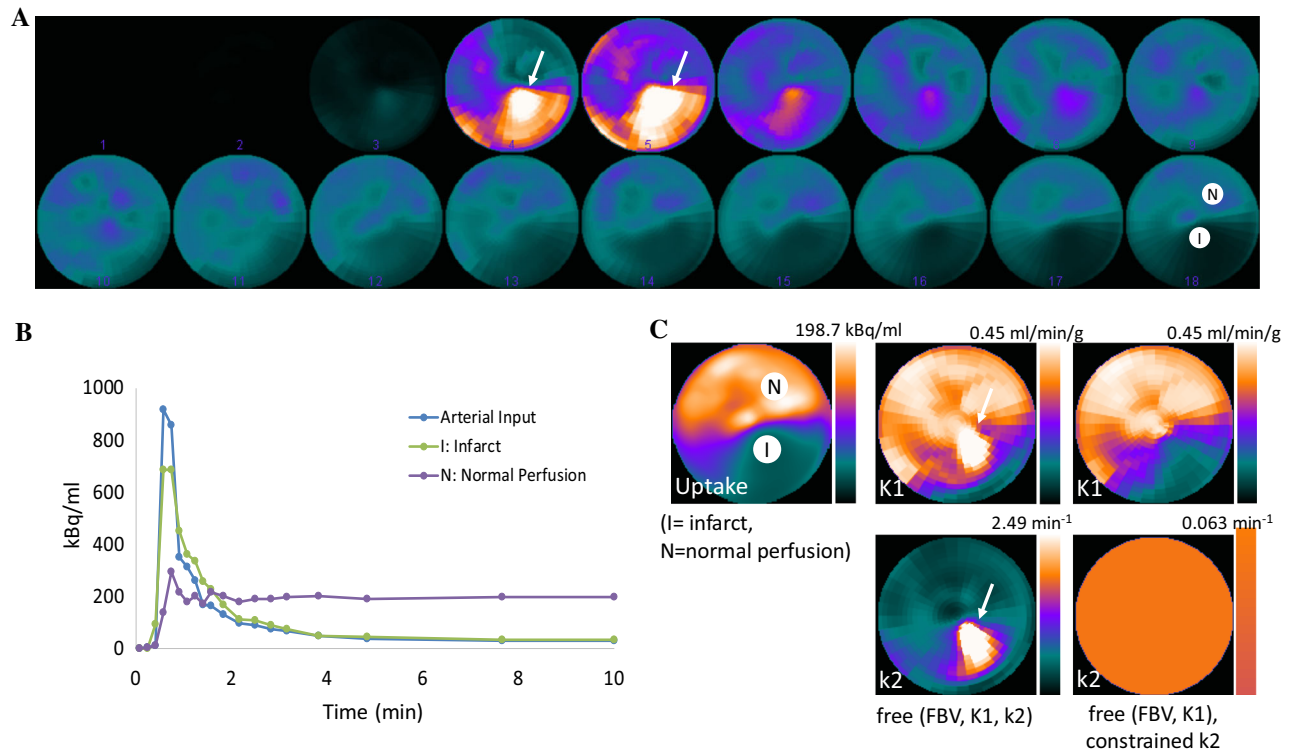 A
1 2 3 4 5 9
10 11 12 13 14 15 16 17 18
N
I
B
1000
800
600
400
200
0
kBq/ml
0 2 4 6 8 10
Time (min)
Arterial Input
I: Infarct
N: Normal Perfusion
C
198.7 kBq/ml
N
I
Uptake
(I= infarct,
N=normal perfusion)
0.45 ml/min/g
K1
0.45 ml/min/g
K1
2.49 min⁻¹
k2
free (FBV, K1, k2)
0.063 min⁻¹
k2
free (FBV, K1),
constrained k2